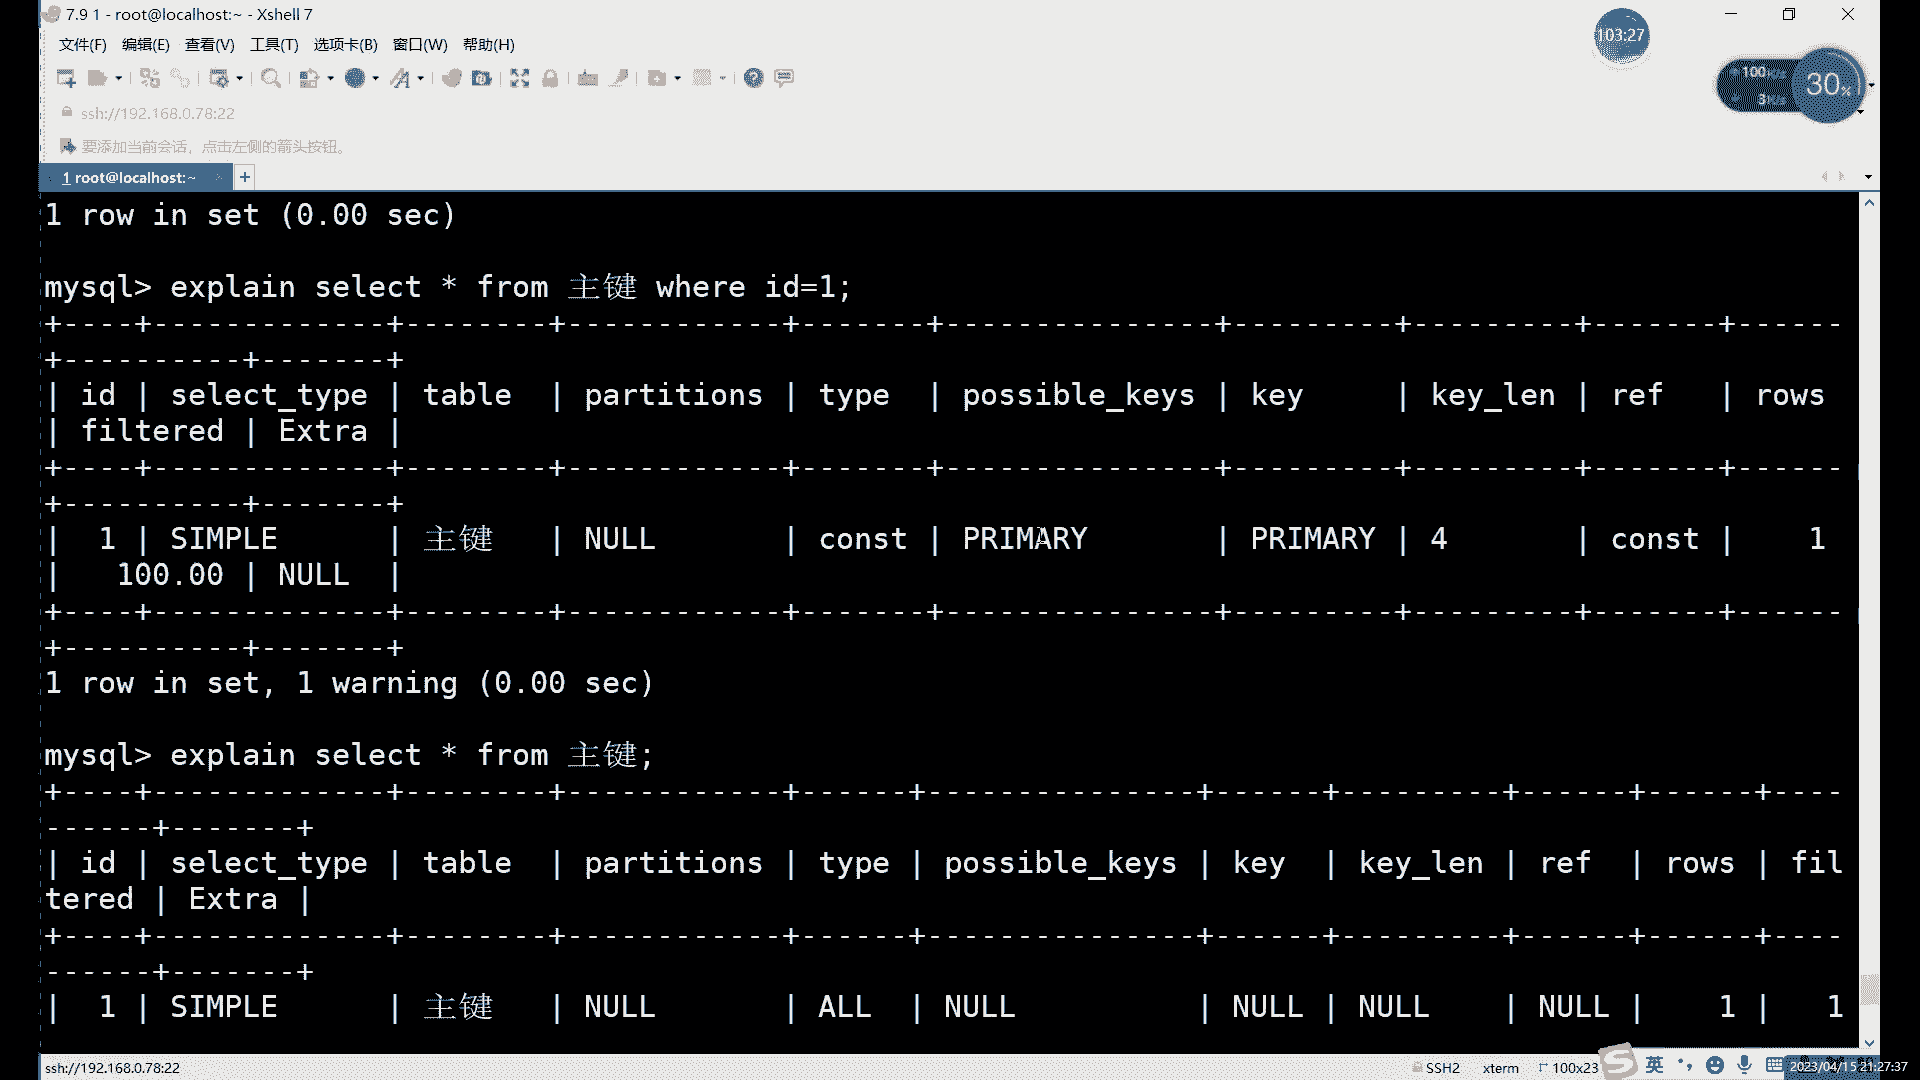 7.9 1 - root@localhost:~ - Xshell 7
103:27
文件(F) 编辑(E) 查看(V) 工具(T) 选项卡(B) 窗口(W) 帮助(H)
100K/s
30%
3K/s
ssh://192.168.0.78:22
要添加当前会话，点击左侧的箭头按钮。
1 root@localhost:~
1 row in set (0.00 sec)
mysql> explain select * from 主键 where id=1;
+----+-------------+--------+------------+-------+---------------+---------+---------+-------+------
+----------+-------+
| id | select_type | table  | partitions | type  | possible_keys | key     | key_len | ref   | rows
| filtered | Extra |
+----+-------------+--------+------------+-------+---------------+---------+---------+-------+------
+----------+-------+
|  1 | SIMPLE      | 主键   | NULL       | const | PRIMARY       | PRIMARY | 4       | const |    1
|   100.00 | NULL  |
+----+-------------+--------+------------+-------+---------------+---------+---------+-------+------
+----------+-------+
1 row in set, 1 warning (0.00 sec)
mysql> explain select * from 主键;
+----+-------------+--------+------------+------+---------------+------+---------+------+------+----
------+-------+
| id | select_type | table  | partitions | type | possible_keys | key  | key_len | ref  | rows | fil
tered | Extra |
+----+-------------+--------+------------+------+---------------+------+---------+------+------+----
------+-------+
|  1 | SIMPLE      | 主键   | NULL       | ALL  | NULL          | NULL | NULL    | NULL |    1 |   1
ssh://192.168.0.78:22
SSH2 xterm 100x23
英
2023/04/15 21:27:37